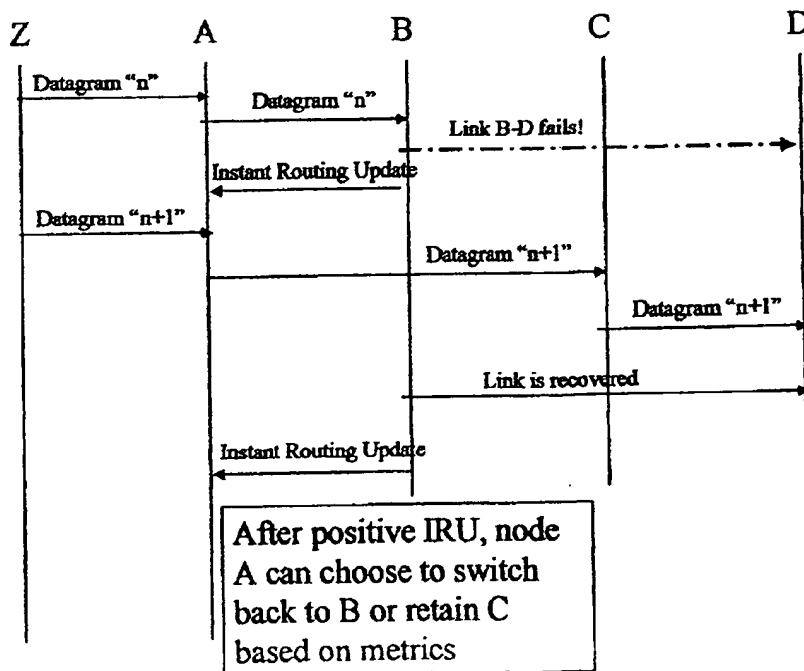 Z A B C D
Datagram “n”
Datagram “n”
Link B-D fails!
Instant Routing Update
Datagram “n+1”
Datagram “n+1”
Datagram “n+1”
Link is recovered
Instant Routing Update
After positive IRU, node
A can choose to switch
back to B or retain C
based on metrics